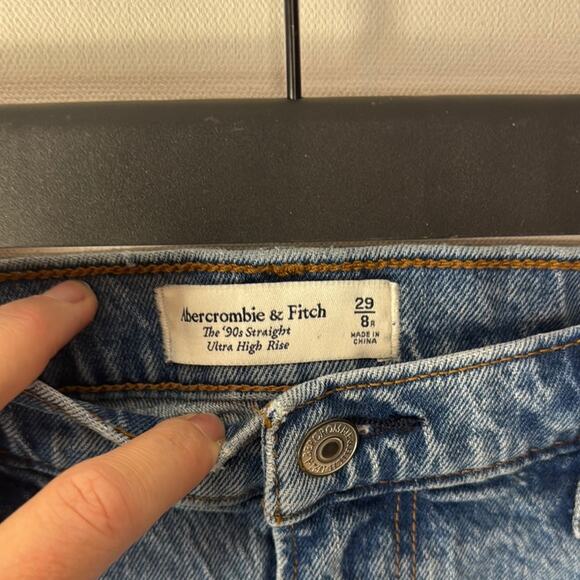 Abercrombie & Fitch
The '90s Straight
Ultra High Rise
29
8R
MADE IN
CHINA